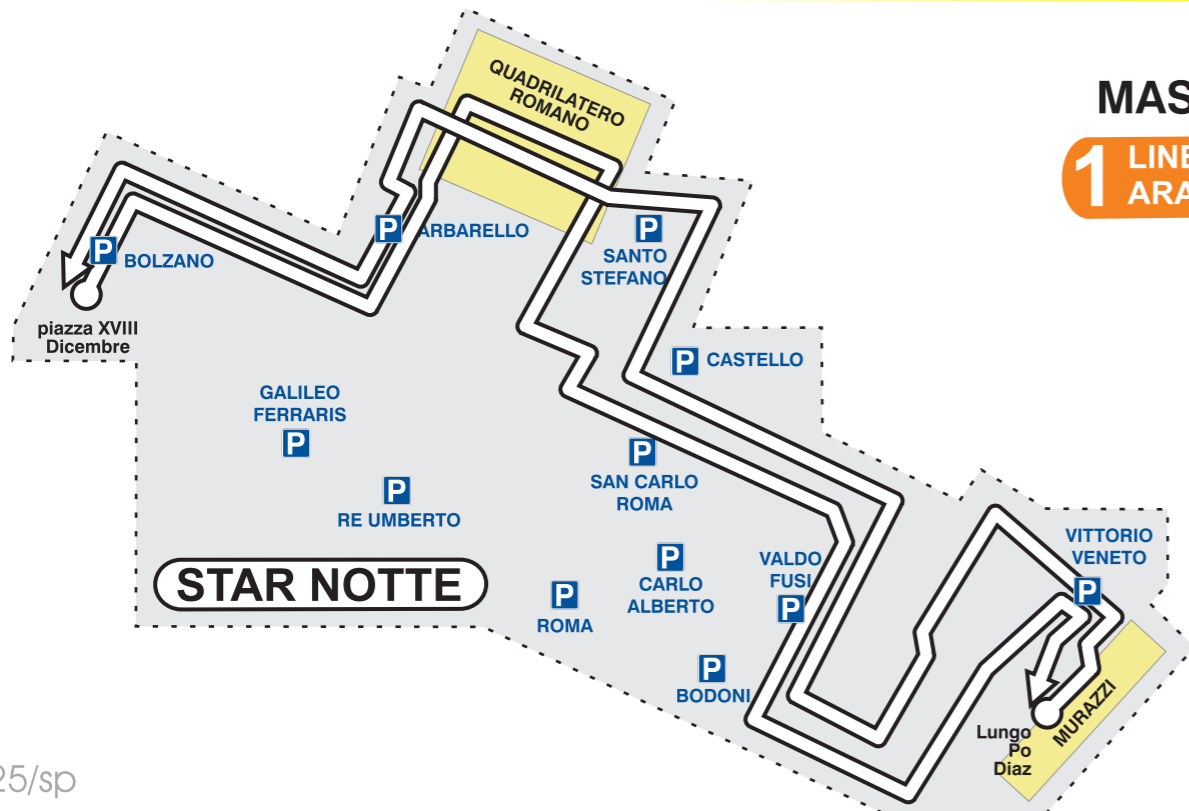 QUADRILATERO
ROMANO
MAS
1 LINE
ARA
P ARBARELLO
P
SANTO
STEFANO
P BOLZANO
piazza XVIII
Dicembre
P CASTELLO
GALILEO
FERRARIS
P
P
RE UMBERTO
P
SAN CARLO
ROMA
VITTORIO
VENETO
P
VALDO
FUSI
P
P
CARLO
ALBERTO
STAR NOTTE
P
ROMA
P
BODONI
MURAZZI
Lungo
Po
Diaz
25/sp